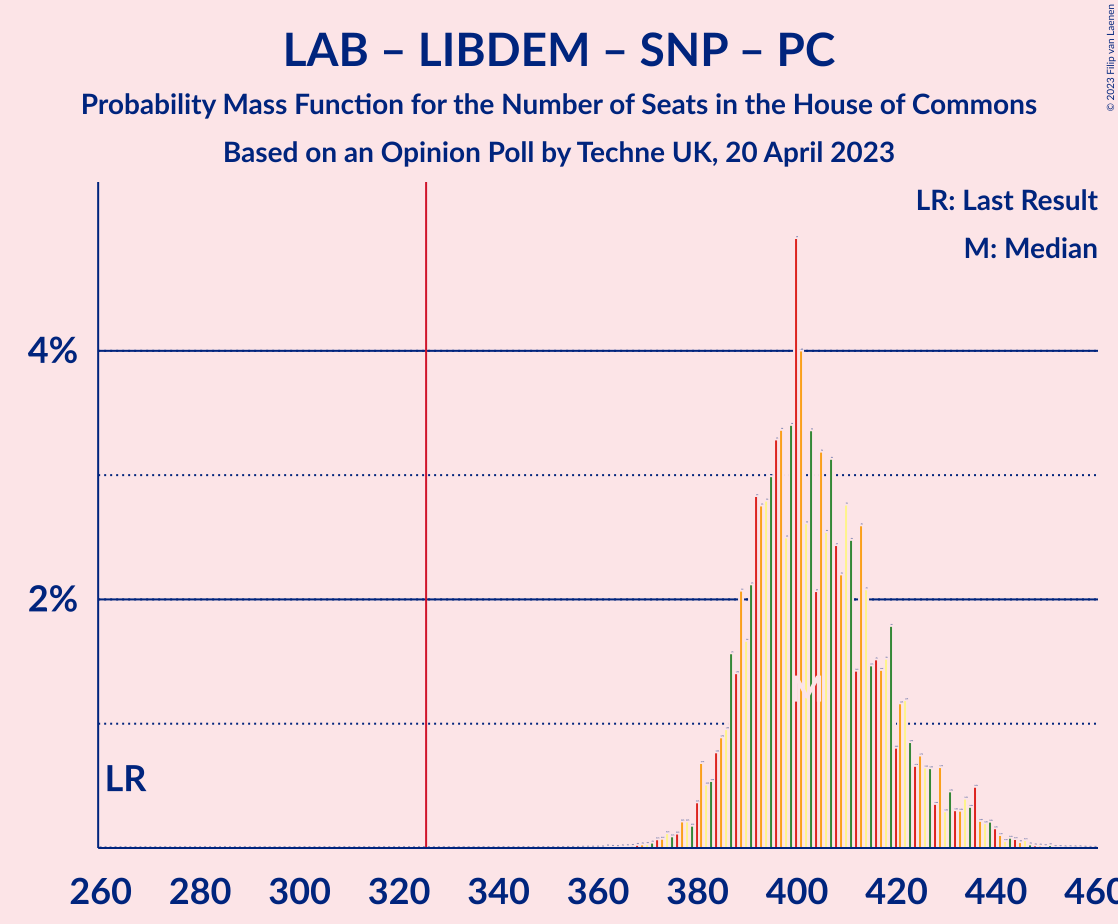 LAB – LIBDEM – SNP – PC
Probability Mass Function for the Number of Seats in the House of Commons
Based on an Opinion Poll by Techne UK, 20 April 2023
© 2023 Filip van Laenen
LR: Last Result
M: Median
4%
2%
M
LR
260 280 300 320 340 360 380 400 420 440 460